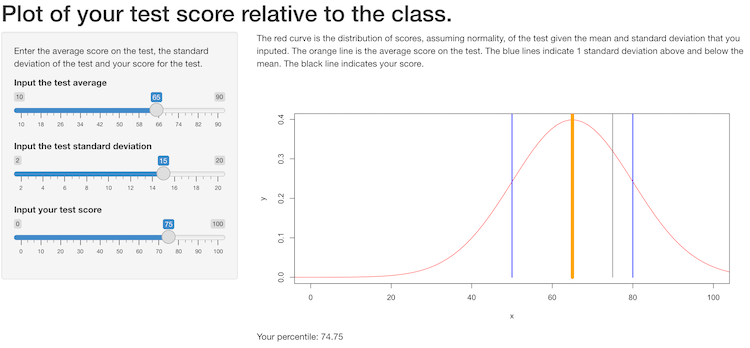 Plot of your test score relative to the class.
Enter the average score on the test, the standard
deviation of the test and your score for the test.
Input the test average
10 65 90
10 18 26 34 42 50 58 66 74 82 90
Input the test standard deviation
2 15 20
2 4 6 8 10 12 14 16 18 20
Input your test score
0 75 100
0 10 20 30 40 50 60 70 80 90 100
The red curve is the distribution of scores, assuming normality, of the test given the mean and standard deviation that you
inputed. The orange line is the average score on the test. The blue lines indicate 1 standard deviation above and below the
mean. The black line indicates your score.
0.4
0.3
0.2
y
0.1
0.0
0 20 40 60 80 100
x
Your percentile: 74.75